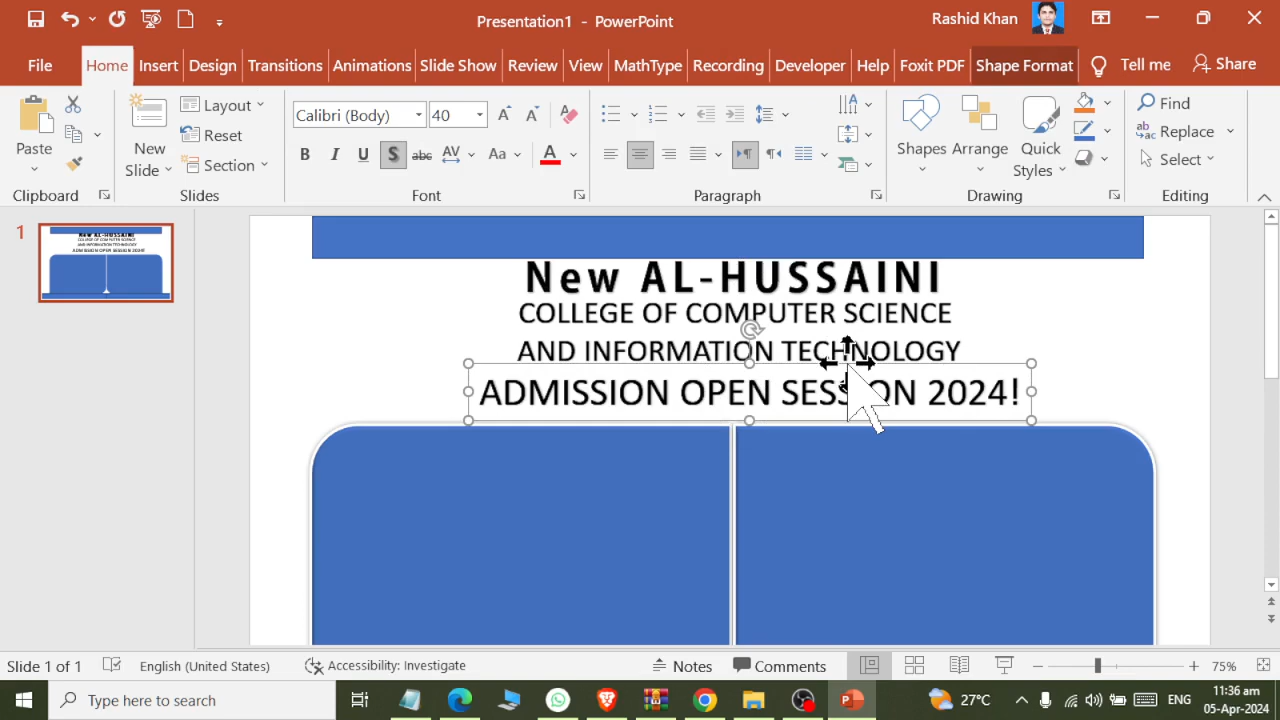 Presentation1 - PowerPoint
Rashid Khan
File Home Insert Design Transitions Animations Slide Show Review View MathType Recording Developer Help Foxit PDF Shape Format Tell me Share
Paste
New Slide
Layout
Reset
Section
Calibri (Body) 40
B I U S abc AV Aa A
Shapes
Arrange
Quick Styles
Find
Replace
Select
Clipboard Slides Font Paragraph Drawing Editing
1
New AL-HUSSAINI
COLLEGE OF COMPUTER SCIENCE
AND INFORMATION TECHNOLOGY
ADMISSION OPEN SESSION 2024!
Slide 1 of 1 English (United States) Accessibility: Investigate Notes Comments 75%
Type here to search 27°C ENG 11:36 am
05-Apr-2024